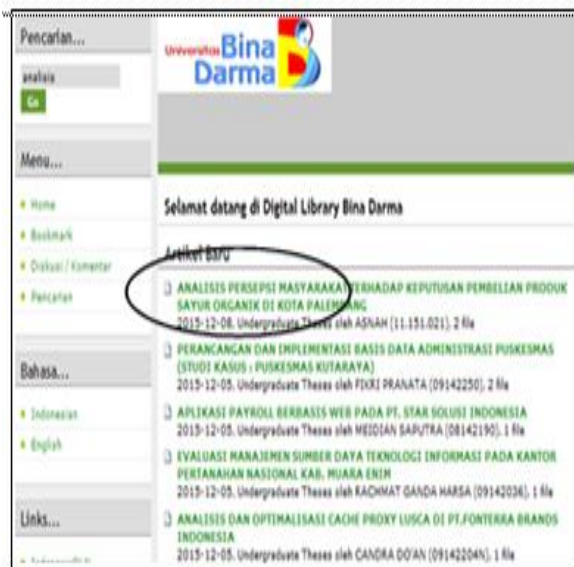 Pencarian...
analisis
Go
Menu...
Home
Bookmark
Diskusi / Komentar
Pencarian
Bahasa...
Indonesian
English
Links...
Universitas Bina
Darma
Selamat datang di Digital Library Bina Darma
Artikel Baru
ANALISIS PERSEPSI MASYARAKAT TERHADAP KEPUTUSAN PEMBELIAN PRODUK
SAYUR ORGANIK DI KOTA PALEMBANG
2015-12-08, Undergraduate Theses oleh ASNAH (11.151.021), 2 file
PERANCANGAN DAN IMPLEMENTASI BASIS DATA ADMINISTRASI PUSKESMAS
(STUDI KASUS : PUSKESMAS KUTARAYA)
2015-12-05, Undergraduate Theses oleh FIXRI PRANATA (09142250), 2 file
APLIKASI PAYROLL BERBASIS WEB PADA PT. STAR SOLUSI INDONESIA
2015-12-05, Undergraduate Theses oleh MEIDIAN SAPUTRA (08142190), 1 file
EVALUASI MANAJEMEN SUMBER DAYA TEKNOLOGI INFORMASI PADA KANTOR
PERTANAHAN NASIONAL KAB. MUARA ENIM
2015-12-05, Undergraduate Theses oleh RACHMAT GANDA HARSA (09142036), 1 file
ANALISIS DAN OPTIMALISASI CACHE PROXY LUSCA DI PT.FONTERRA BRANDS
INDONESIA
2015-12-05, Undergraduate Theses oleh CANDRA DO'AN (09142204N), 1 file